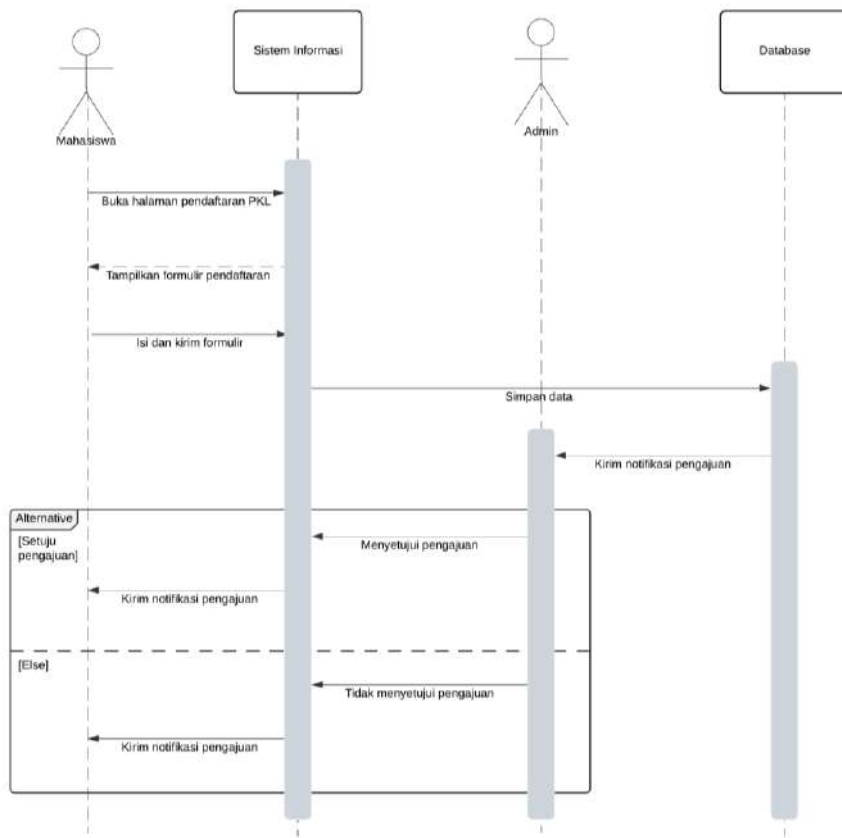 Sistem Informasi
Database
Mahasiswa
Admin
Buka halaman pendaftaran PKL
Tampilkan formulir pendaftaran
Isi dan kirim formulir
Simpan data
Kirim notifikasi pengajuan
Alternative
[Setuju
pengajuan]
Menyetujui pengajuan
Kirim notifikasi pengajuan
[Else]
Tidak menyetujui pengajuan
Kirim notifikasi pengajuan